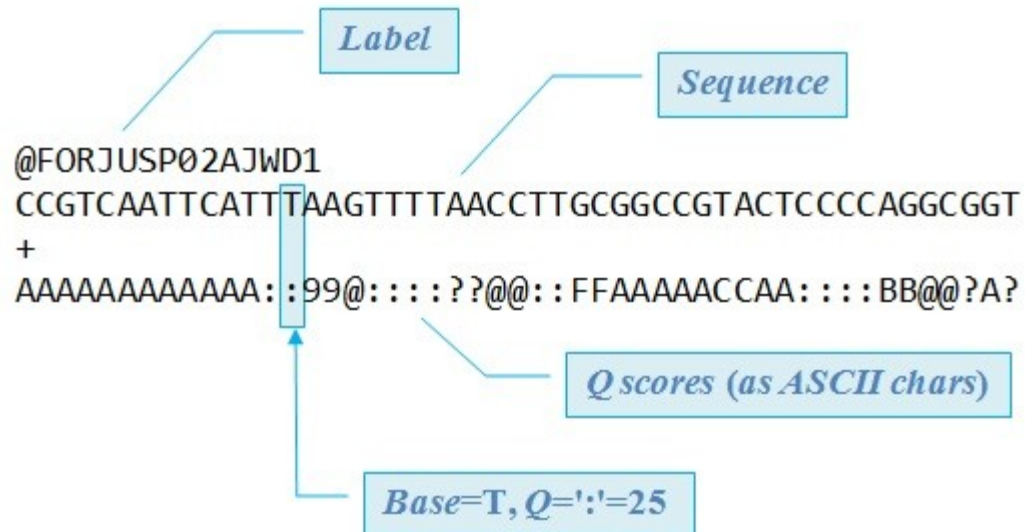 Label
Sequence
@FORJUSP02AJWD1
CCGTCAATTCATTTAAGTTTTAACCTTGCGGCCGTACTCCCCAGGCGGT
+
AAAAAAAAAAAA::99@::::??@@::FFAAAAACCAA::::BB@@?A?
Q scores (as ASCII chars)
Base=T, Q=':'=25